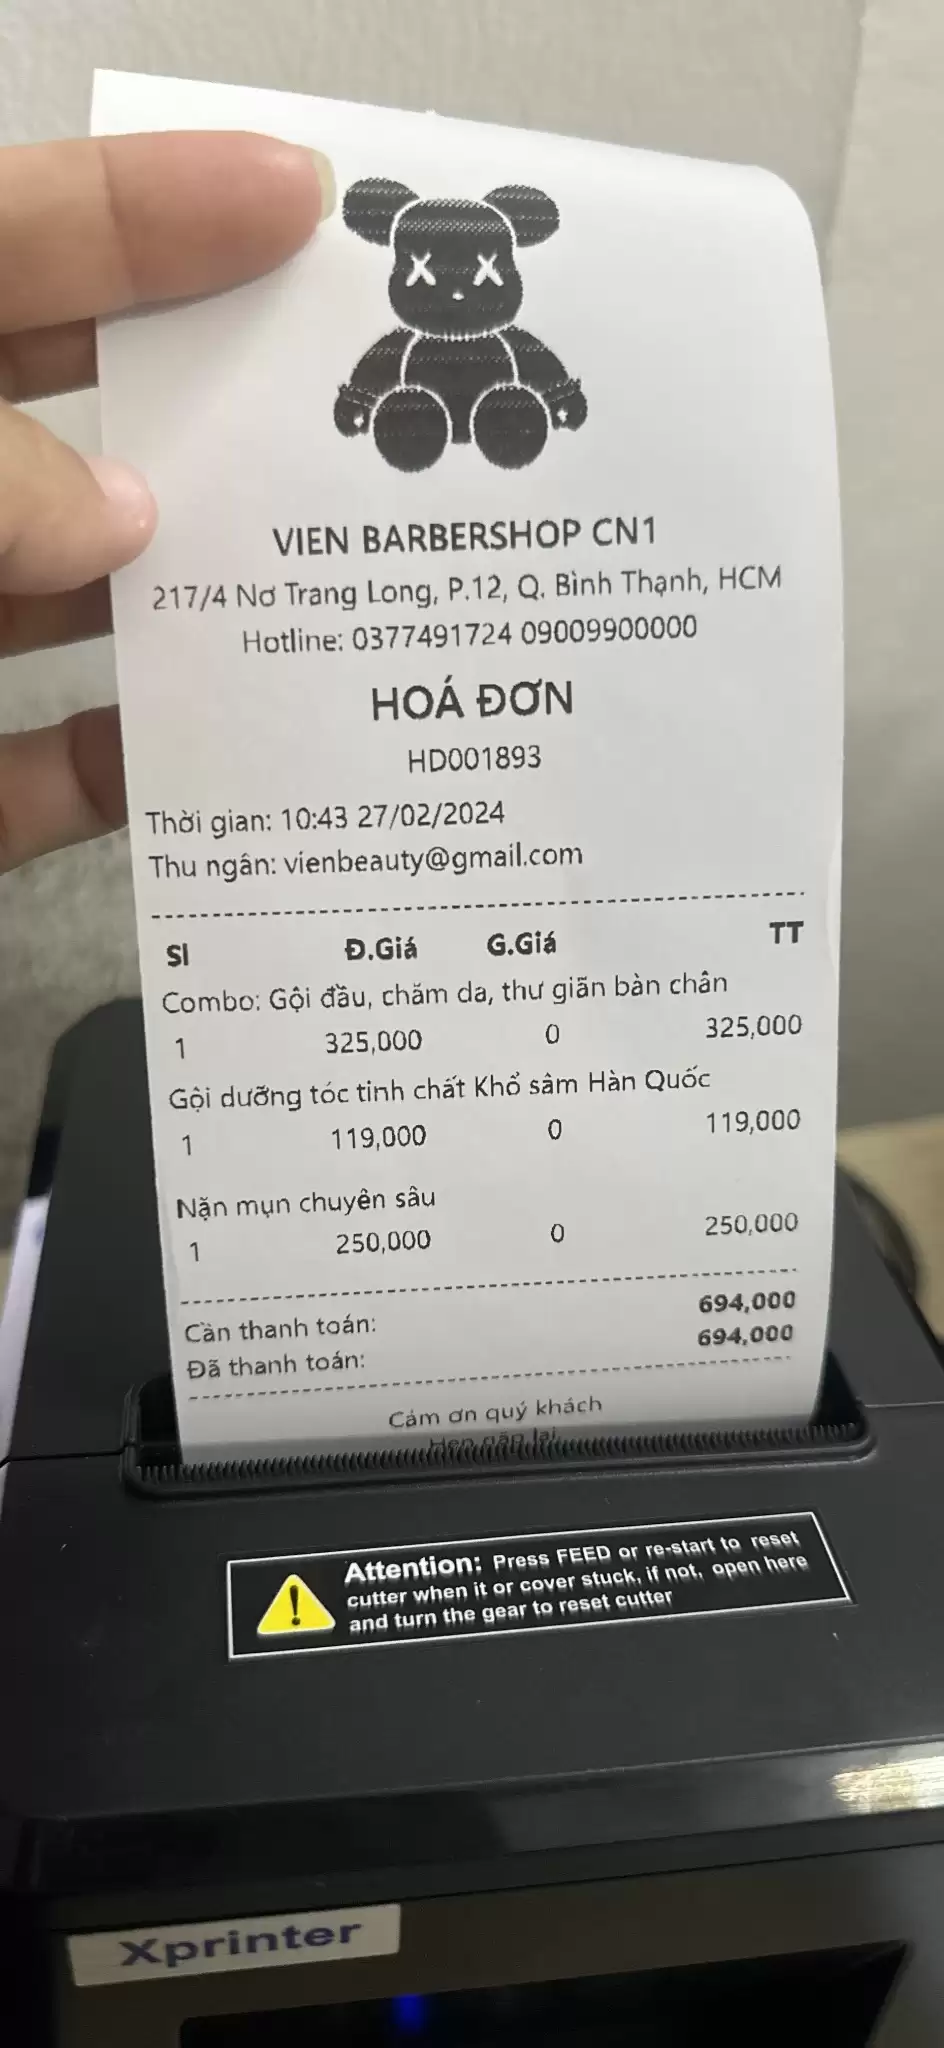 VIEN BARBERSHOP CN1
217/4 Nơ Trang Long, P.12, Q. Bình Thạnh, HCM
Hotline: 0377491724 09009900000
HOÁ ĐƠN
HD001893
Thời gian: 10:43 27/02/2024
Thu ngân: vienbeauty@gmail.com
Sl Đ.Giá G.Giá TT
Combo: Gội đầu, chăm da, thư giãn bàn chân
1 325,000 0 325,000
Gội dưỡng tóc tinh chất Khổ sâm Hàn Quốc
1 119,000 0 119,000
Nặn mụn chuyên sâu
1 250,000 0 250,000
Cần thanh toán: 694,000
Đã thanh toán: 694,000
Cảm ơn quý khách
Hẹn gặp lại
Attention: Press FEED or re-start to reset
cutter when it or cover stuck, if not, open here
and turn the gear to reset cutter
Xprinter